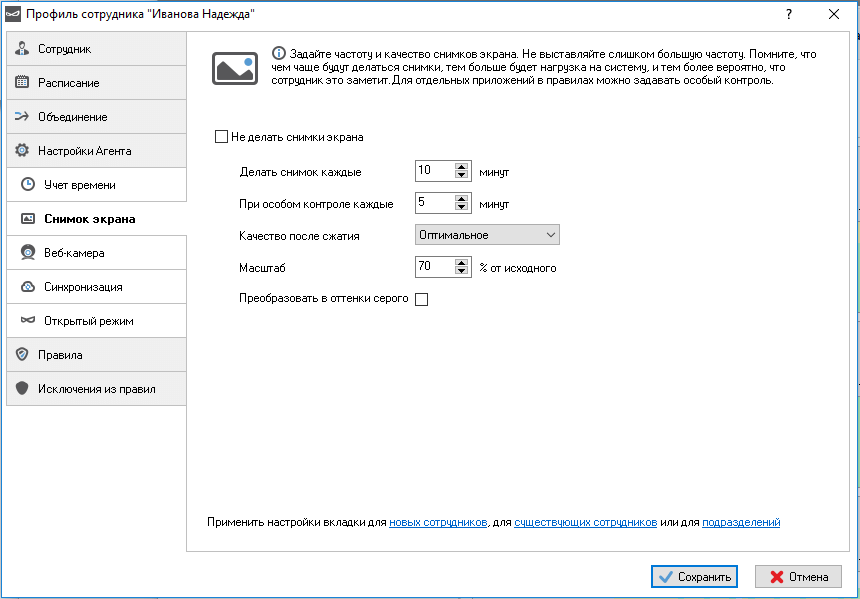 Профиль сотрудника "Иванова Надежда"
?
Сотрудник
Расписание
Объединение
Настройки Агента
Учет времени
Снимок экрана
Веб-камера
Синхронизация
Открытый режим
Правила
Исключения из правил
Задайте частоту и качество снимков экрана. Не выставляйте слишком большую частоту. Помните, что
чем чаще будут делаться снимки, тем больше будет нагрузка на систему, и тем более вероятно, что
сотрудник это заметит. Для отдельных приложений в правилах можно задавать особый контроль.
Не делать снимки экрана
Делать снимок каждые 10 минут
При особом контроле каждые 5 минут
Качество после сжатия Оптимальное
Масштаб 70 % от исходного
Преобразовать в оттенки серого
Применить настройки вкладки для новых сотрудников, для существующих сотрудников или для подразделений
Сохранить Отмена